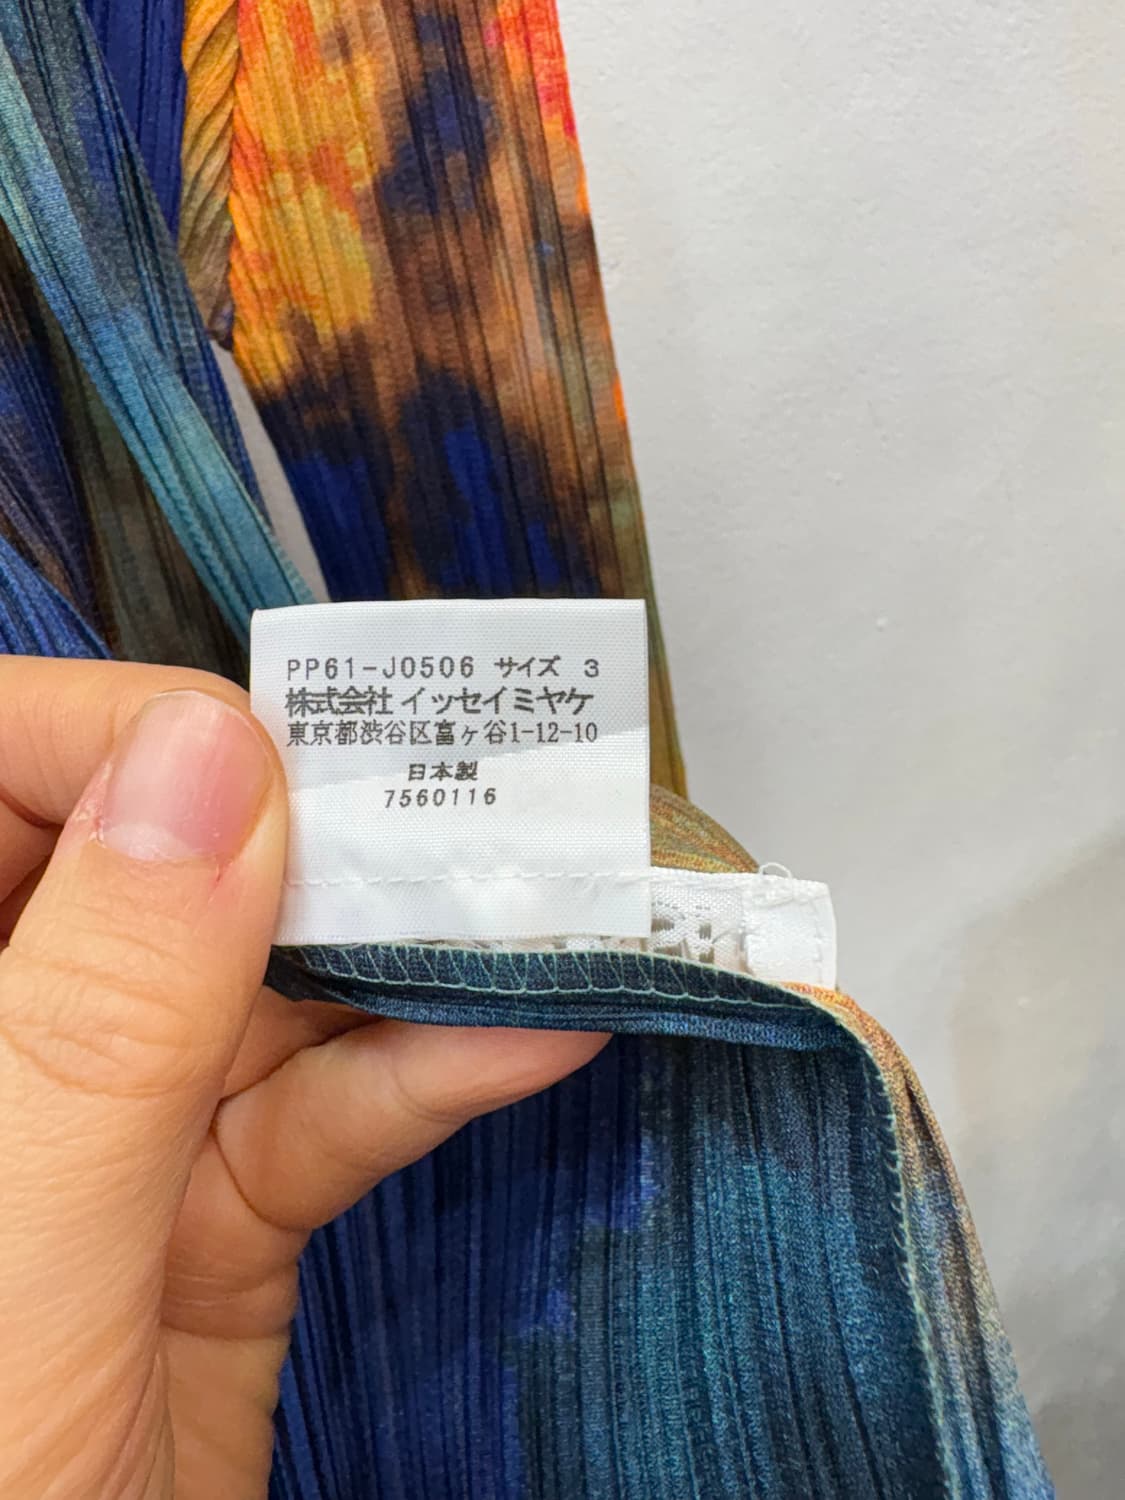 PP61-J0506 サイズ 3
株式会社 イッセイミヤケ
東京都渋谷区富ヶ谷1-12-10
日本製
7560116